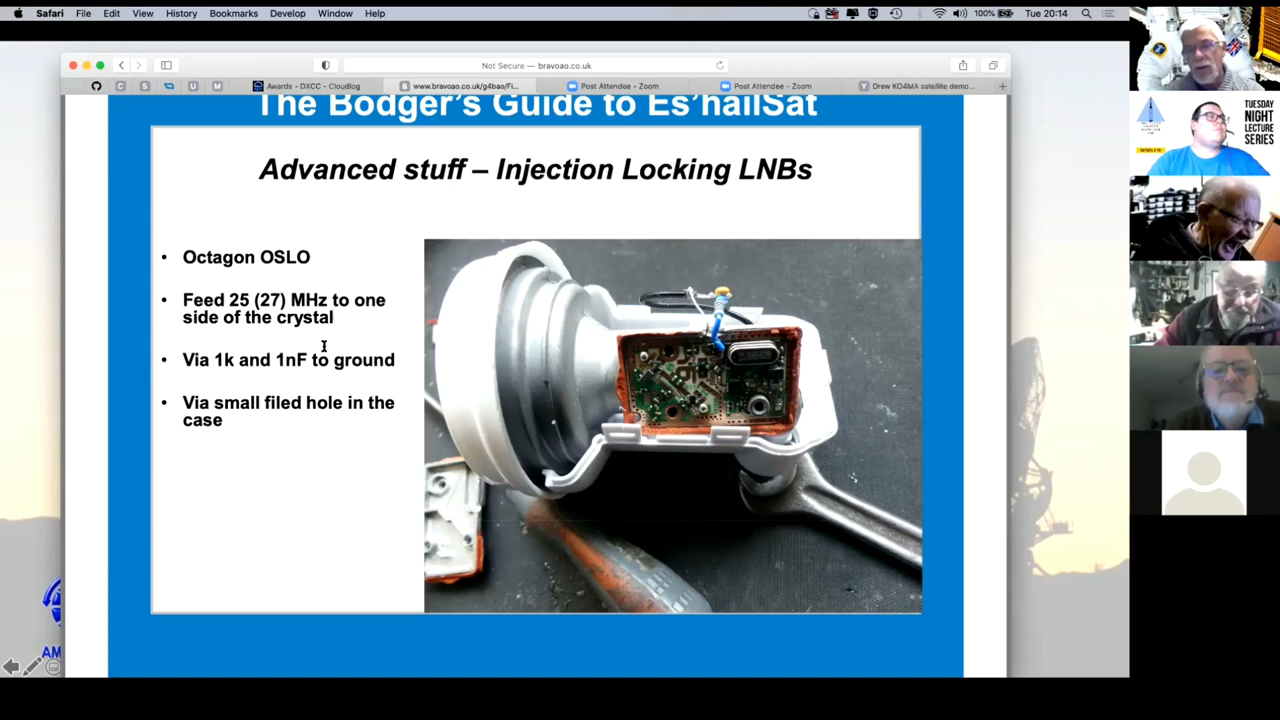 Safari File Edit View History Bookmarks Develop Window Help 100% Tue 20:14
Not Secure — bravoao.co.uk
Awards - DXCC - Cloudlog www.bravoao.co.uk/g4bao/Fi... Post Attendee - Zoom Post Attendee - Zoom Drew KO4MA satellite demo...
The Bodger's Guide to Es'hailSat
Advanced stuff – Injection Locking LNBs
• Octagon OSLO
• Feed 25 (27) MHz to one
side of the crystal
• Via 1k and 1nF to ground
• Via small filed hole in the
case
AM
TUESDAY
NIGHT
LECTURE
SERIES